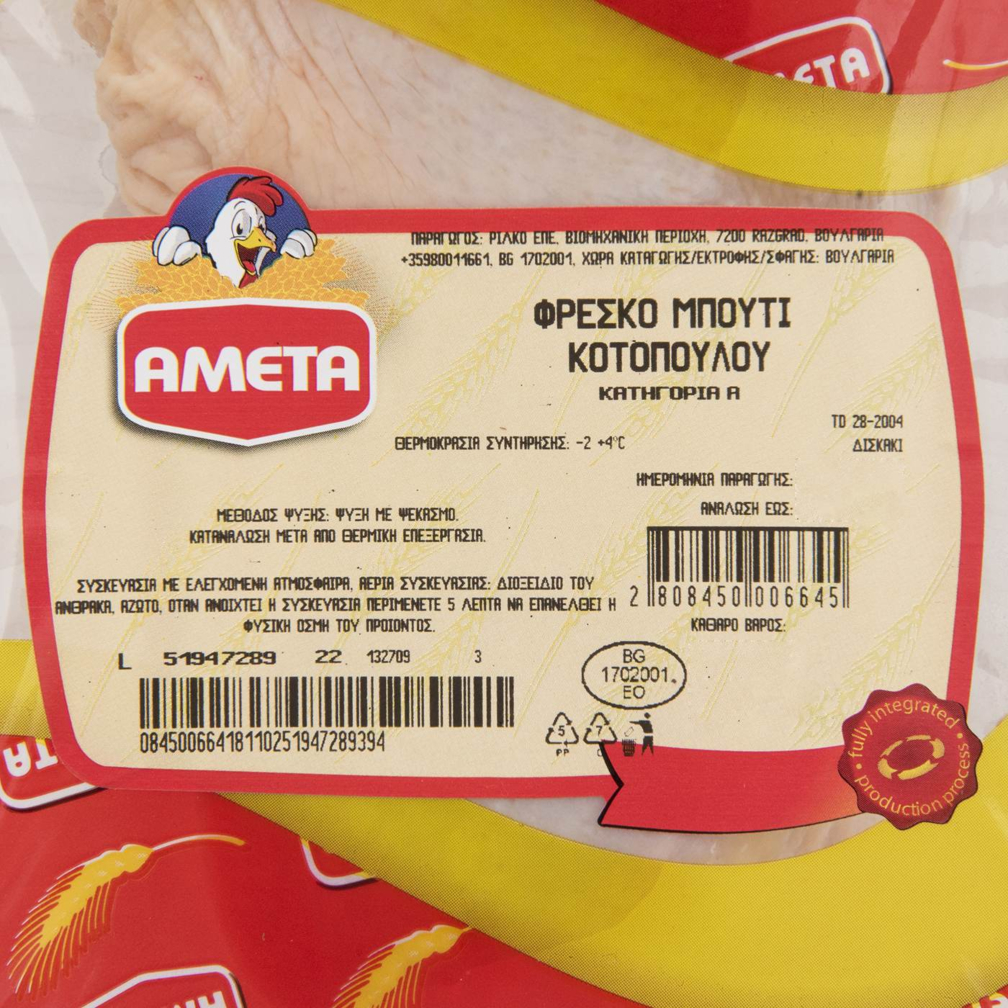 ΑΜΕΤΑ
ΠΑΡΑΓΩΓΟΣ: ΡΙΛΚΟ ΕΠΕ, ΒΙΟΜΗΧΑΝΙΚΗ ΠΕΡΙΟΧΗ, 7200 RAZGRAD, ΒΟΥΛΓΑΡΙΑ
+35980011661, BG 1702001, ΧΩΡΑ ΚΑΤΑΓΩΓΗΣ/ΕΚΤΡΟΦΗΣ/ΣΦΑΓΗΣ: ΒΟΥΛΓΑΡΙΑ
ΦΡΕΣΚΟ ΜΠΟΥΤΙ
ΚΟΤΟΠΟΥΛΟΥ
ΚΑΤΗΓΟΡΙΑ Α
AMETA
TD 28-2004
ΘΕΡΜΟΚΡΑΣΙΑ ΣΥΝΤΗΡΗΣΗΣ: -2 +4°C
ΔΙΣΚΑΚΙ
ΗΜΕΡΟΜΗΝΙΑ ΠΑΡΑΓΩΓΗΣ:
ΑΝΑΛΩΣΗ ΕΩΣ:
ΜΕΘΟΔΟΣ ΨΥΞΗΣ: ΨΥΞΗ ΜΕ ΨΕΚΑΣΜΟ.
ΚΑΤΑΝΑΛΩΣΗ ΜΕΤΑ ΑΠΟ ΘΕΡΜΙΚΗ ΕΠΕΞΕΡΓΑΣΙΑ.
ΣΥΣΚΕΥΑΣΙΑ ΜΕ ΕΛΕΓΧΟΜΕΝΗ ΑΤΜΟΣΦΑΙΡΑ, ΑΕΡΙΑ ΣΥΣΚΕΥΑΣΙΑΣ: ΔΙΟΞΕΙΔΙΟ ΤΟΥ
ΑΝΘΡΑΚΑ, ΑΖΩΤΟ, ΟΤΑΝ ΑΝΟΙΧΤΕΙ Η ΣΥΣΚΕΥΑΣΙΑ ΠΕΡΙΜΕΝΕΤΕ 5 ΛΕΠΤΑ ΝΑ ΕΠΑΝΕΛΘΕΙ Η
ΦΥΣΙΚΗ ΟΣΜΗ ΤΟΥ ΠΡΟΙΟΝΤΟΣ.
2 808450 006645
ΚΑΘΑΡΟ ΒΑΡΟΣ:
L 51947289 22 132709 3
08450066418110251947289394
BG
1702001
EO
5
PP
7
fully integrated
production process